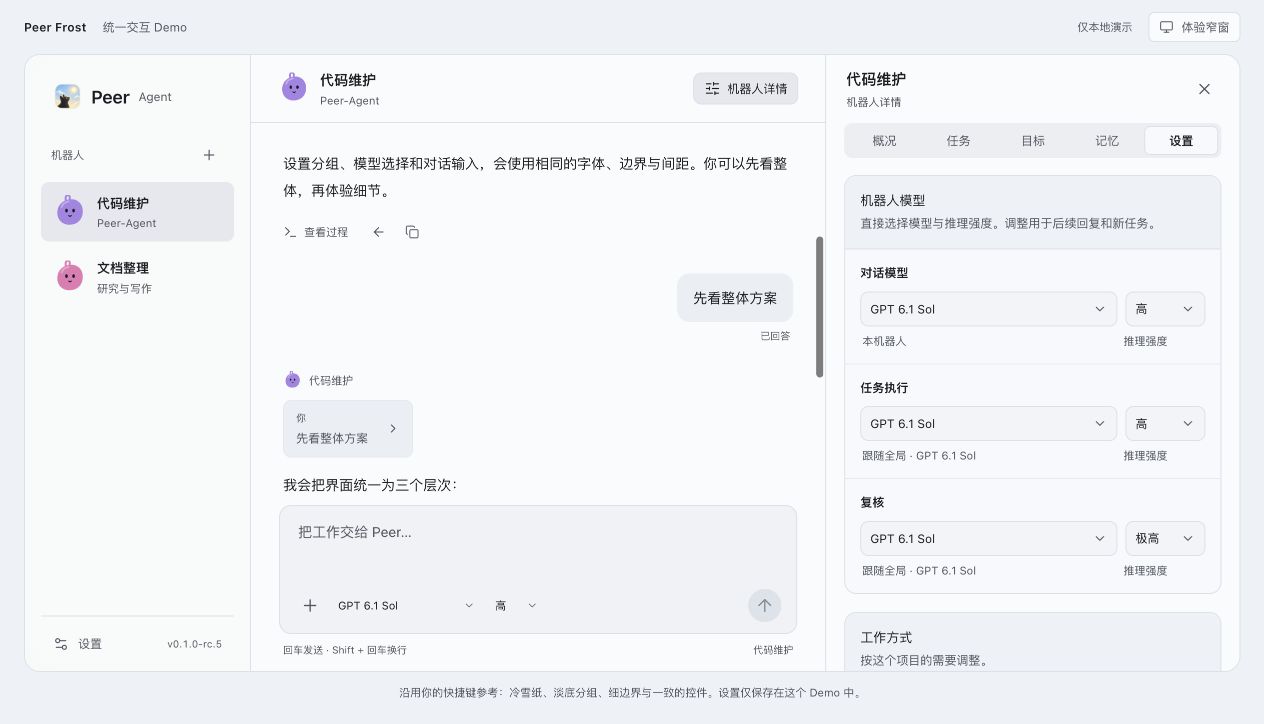 Peer Frost 统一交互 Demo
仅本地演示
体验窄窗
Peer Agent
机器人
代码维护
Peer-Agent
文档整理
研究与写作
设置
v0.1.0-rc.5
代码维护
Peer-Agent
机器人详情
设置分组、模型选择和对话输入，会使用相同的字体、边界与间距。你可以先看整
体，再体验细节。
查看过程
先看整体方案
已回答
代码维护
你
先看整体方案
我会把界面统一为三个层次：
把工作交给 Peer...
GPT 6.1 Sol
高
回车发送 · Shift + 回车换行
代码维护
代码维护
机器人详情
概况
任务
目标
记忆
设置
机器人模型
直接选择模型与推理强度。调整用于后续回复和新任务。
对话模型
GPT 6.1 Sol
高
本机器人
推理强度
任务执行
GPT 6.1 Sol
高
跟随全局 · GPT 6.1 Sol
推理强度
复核
GPT 6.1 Sol
极高
跟随全局 · GPT 6.1 Sol
推理强度
工作方式
按这个项目的需要调整。
沿用你的快捷键参考：冷雪纸、淡底分组、细边界与一致的控件。设置仅保存在这个 Demo 中。